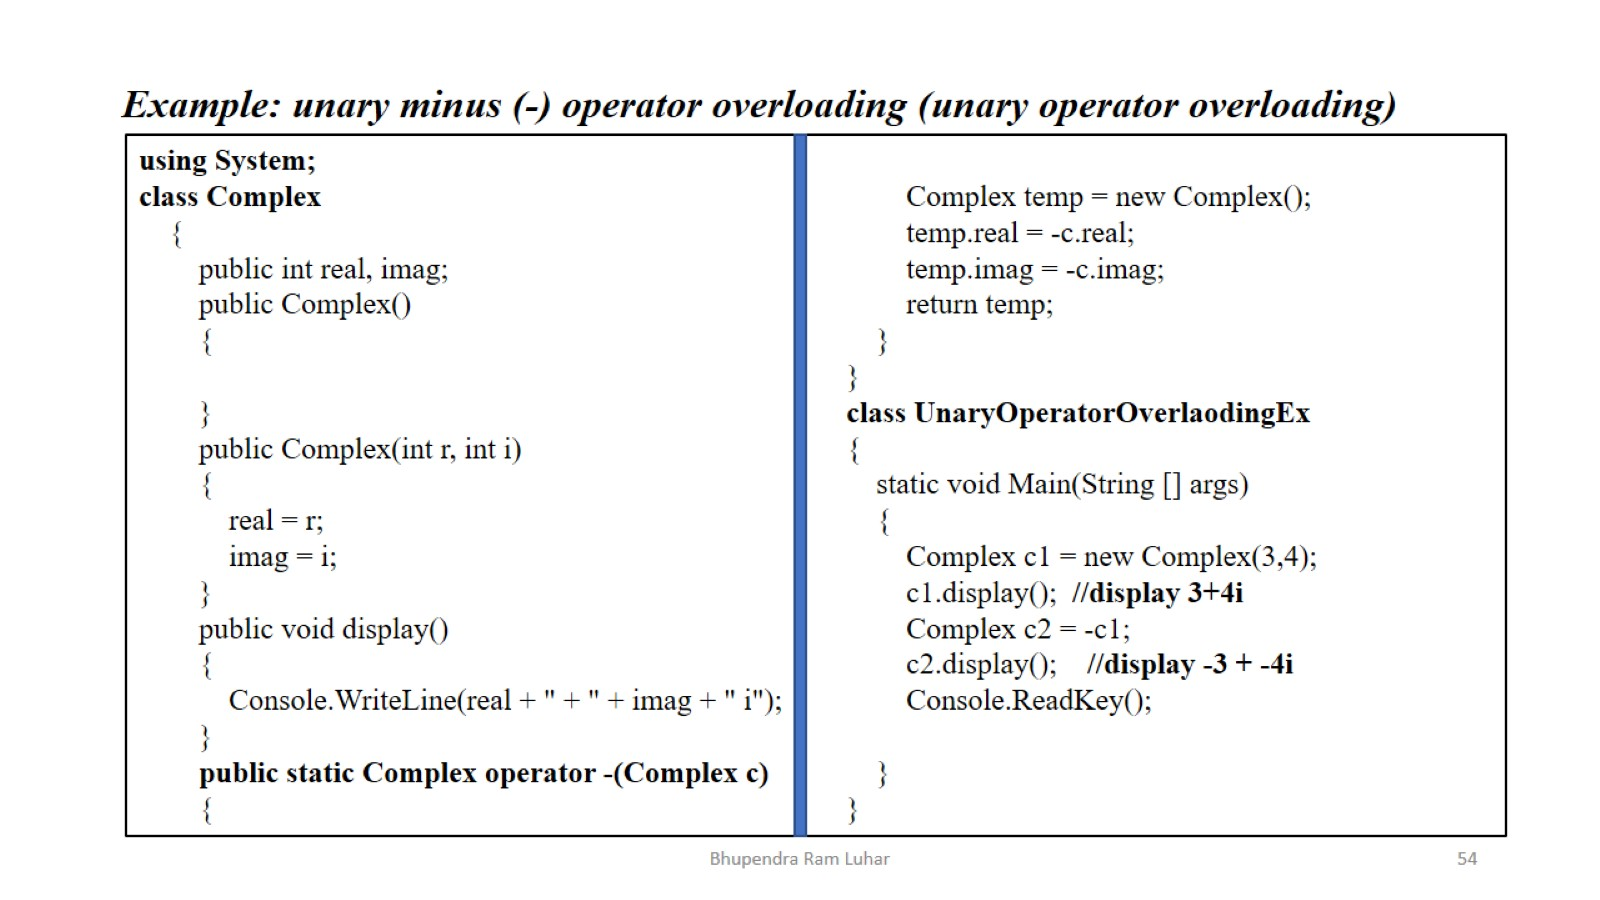 Example: unary minus (-) operator overloading (unary operator overloading)
using System;
class Complex
{
public int real, imag;
public Complex()
{
}
public Complex(int r, int i)
{
real = r;
imag = i;
}
public void display()
{
Console.WriteLine(real + " + " + imag + " i");
}
public static Complex operator -(Complex c)
{
Complex temp = new Complex();
temp.real = -c.real;
temp.imag = -c.imag;
return temp;
}
}
class UnaryOperatorOverlaodingEx
{
static void Main(String [] args)
{
Complex c1 = new Complex(3,4);
c1.display(); //display 3+4i
Complex c2 = -c1;
c2.display(); //display -3 + -4i
Console.ReadKey();
}
}
Bhupendra Ram Luhar
54